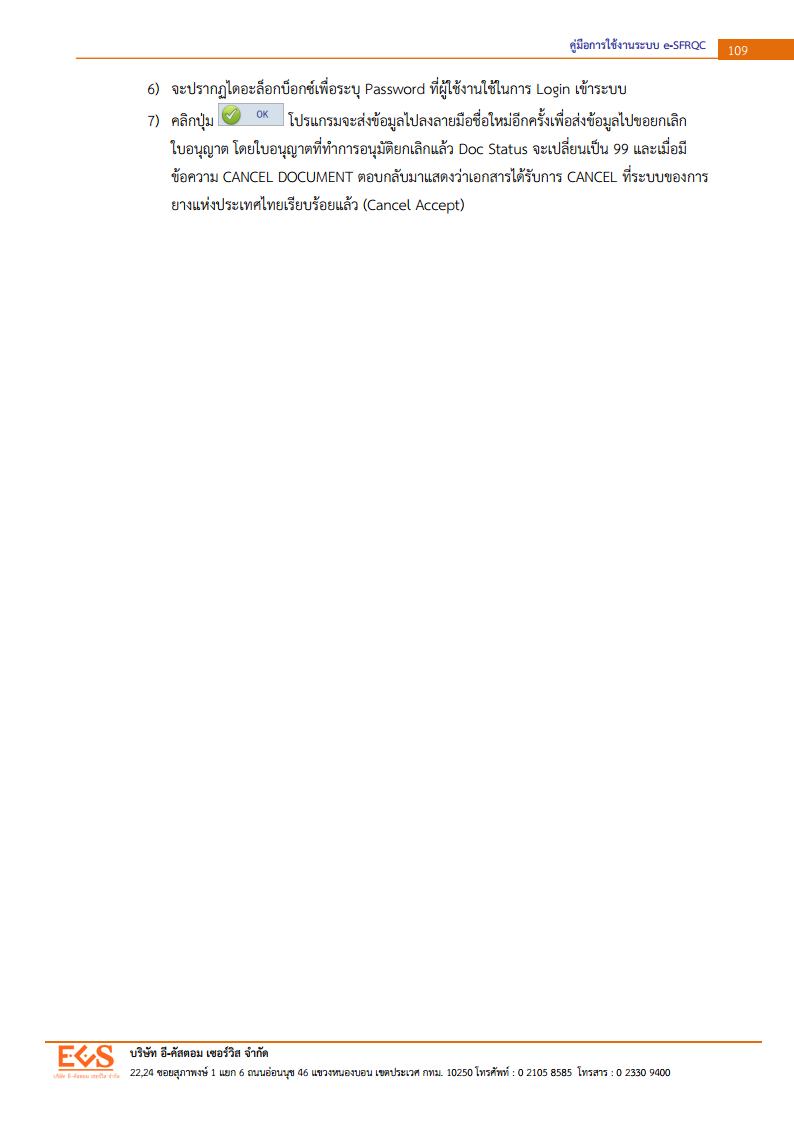 คู่มือการใช้งานระบบ e-SFRQC 109
6) จะปรากฏไดอะล็อกบ็อกซ์เพื่อระบุ Password ที่ผู้ใช้งานใช้ในการ Login เข้าระบบ
7) คลิกปุ่ม OK โปรแกรมจะส่งข้อมูลไปลงลายมือชื่อใหม่อีกครั้งเพื่อส่งข้อมูลไปขอยกเลิก
ใบอนุญาต โดยใบอนุญาตที่ทำการอนุมัติยกเลิกแล้ว Doc Status จะเปลี่ยนเป็น 99 และเมื่อมี
ข้อความ CANCEL DOCUMENT ตอบกลับมาแสดงว่าเอกสารได้รับการ CANCEL ที่ระบบของการ
ยางแห่งประเทศไทยเรียบร้อยแล้ว (Cancel Accept)
ECS
บริษัท อี-คัสตอม เซอร์วิส จำกัด
บริษัท อี-คัสตอม เซอร์วิส จำกัด
22,24 ซอยสุภาพงษ์ 1 แยก 6 ถนนอ่อนนุช 46 แขวงหนองบอน เขตประเวศ กทม. 10250 โทรศัพท์ : 0 2105 8585 โทรสาร : 0 2330 9400